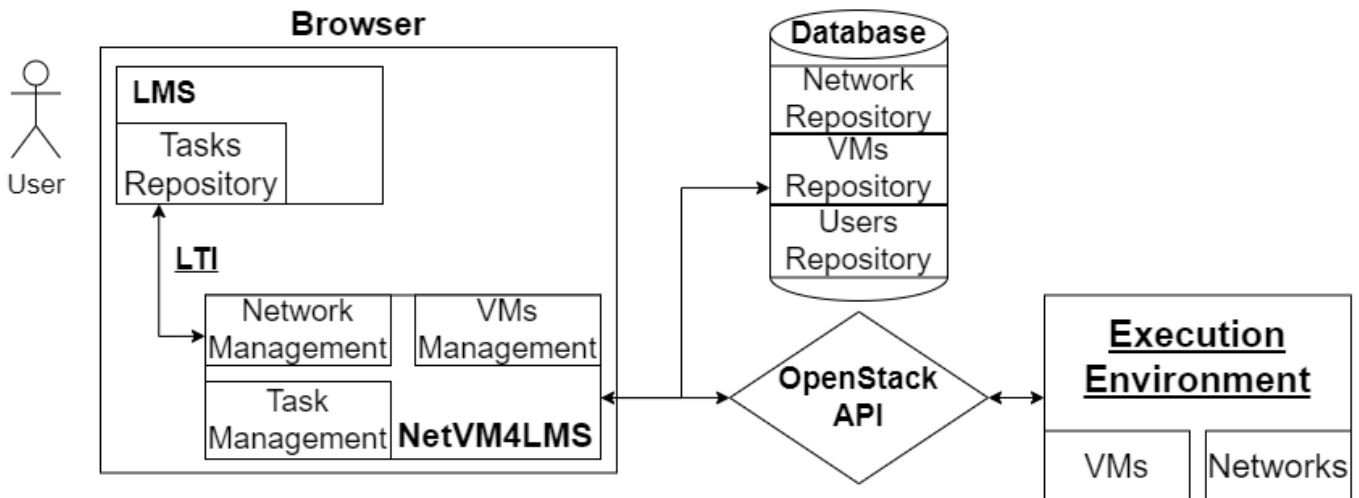 Browser
LMS
Tasks
Repository
User
LTI
Network
Management
VMs
Management
Task
Management
NetVM4LMS
Database
Network
Repository
VMs
Repository
Users
Repository
OpenStack
API
Execution
Environment
VMs
Networks